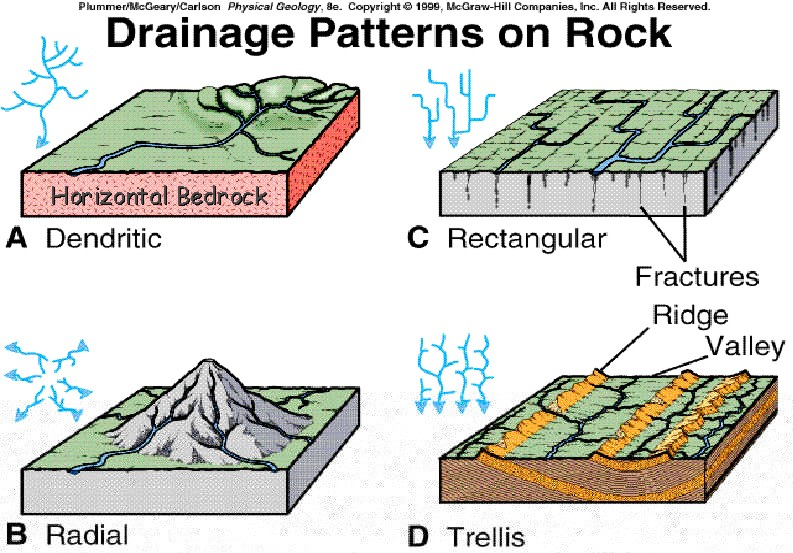 Plummer/McGeary/Carlson Physical Geology, 8e. Copyright © 1999, McGraw-Hill Companies, Inc. All Rights Reserved.
Drainage Patterns on Rock
Horizontal Bedrock
A Dendritic
C Rectangular
Fractures
Ridge
Valley
B Radial
D Trellis